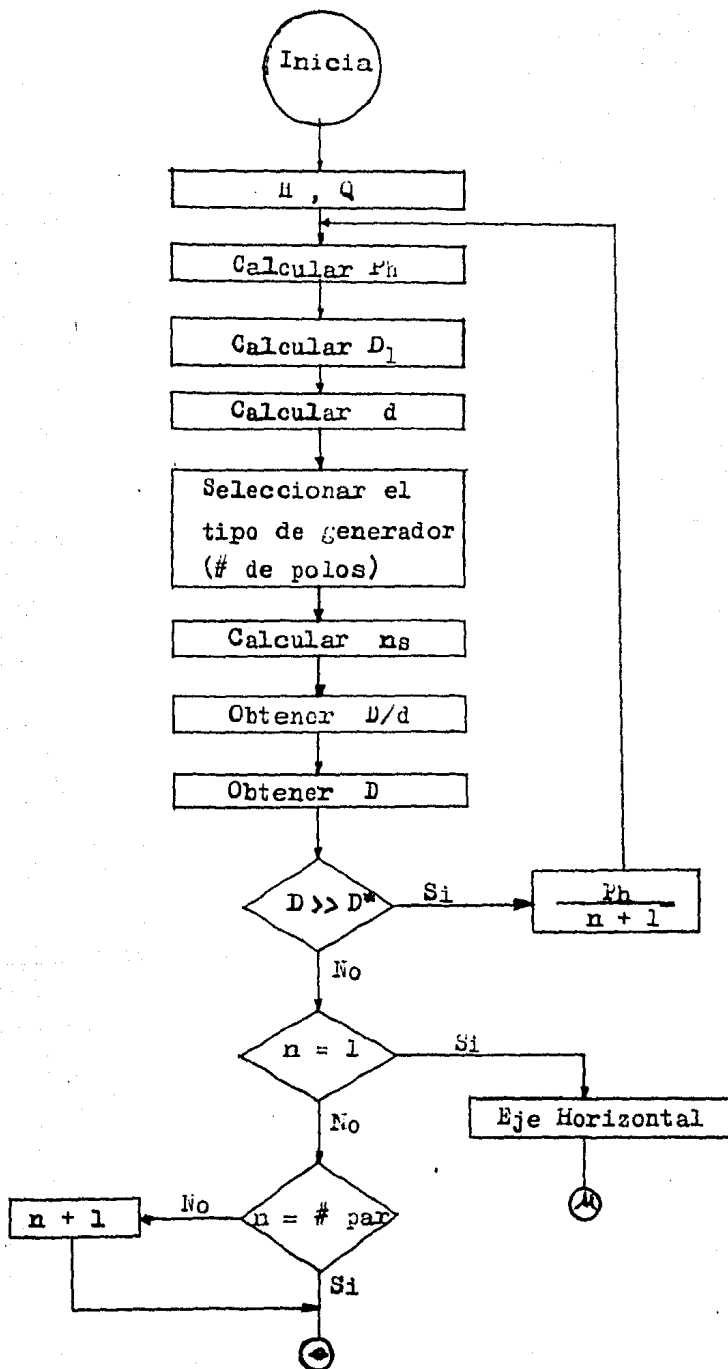 Inicia
H , Q
Calcular Ph
Calcular D1
Calcular d
Seleccionar el
tipo de generador
(# de polos)
Calcular ns
Obtener D/d
Obtener D
D >> D*
Si
Ph
n + 1
No
n = 1
Si
Eje Horizontal
No
n = # par
No
n + 1
Si